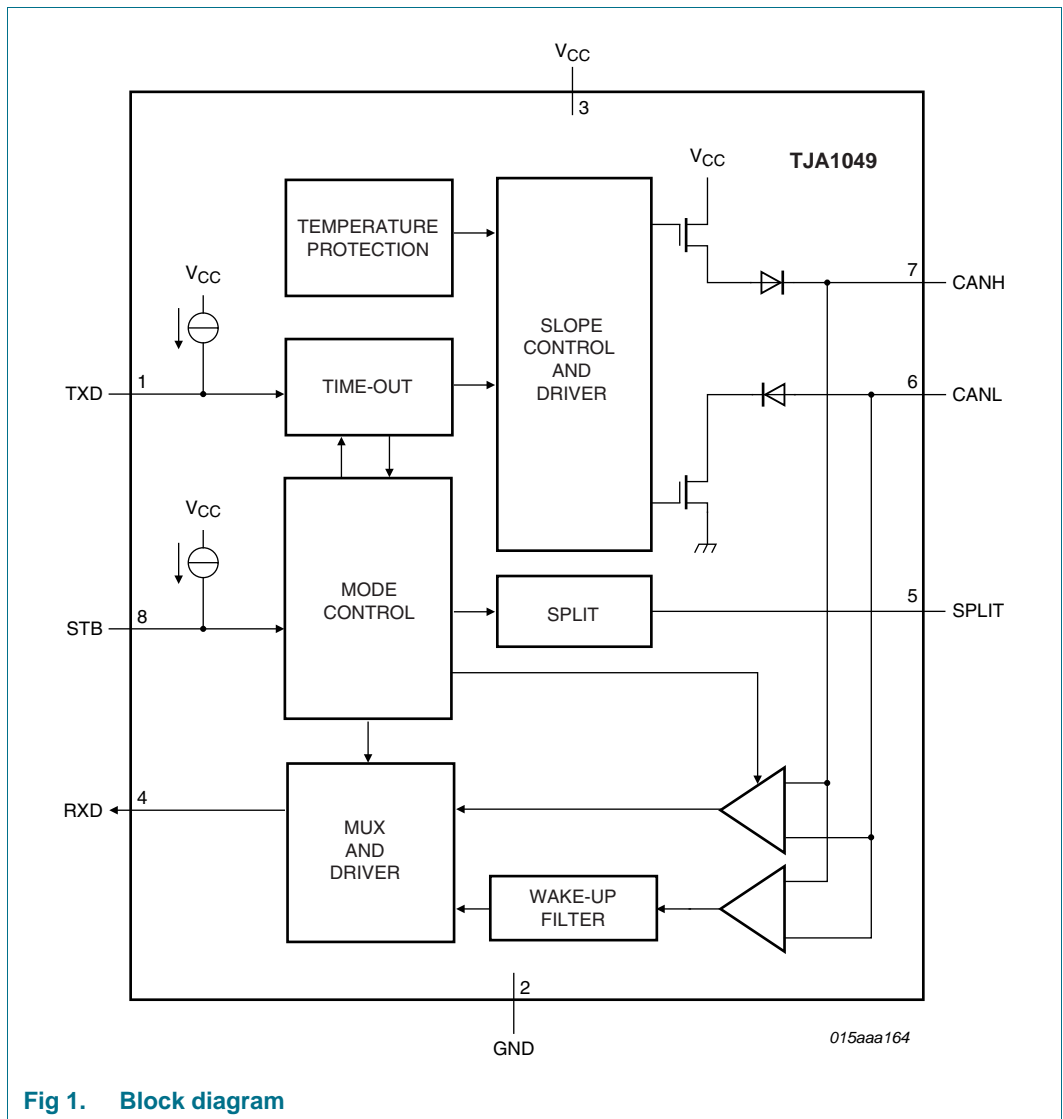 VCC
3
TJA1049
VCC
TEMPERATURE
PROTECTION
VCC
7
CANH
SLOPE
CONTROL
AND
DRIVER
TXD
1
TIME-OUT
6
CANL
VCC
MODE
CONTROL
STB
8
SPLIT
5
SPLIT
RXD
4
MUX
AND
DRIVER
WAKE-UP
FILTER
2
GND
015aaa164
Fig 1. Block diagram